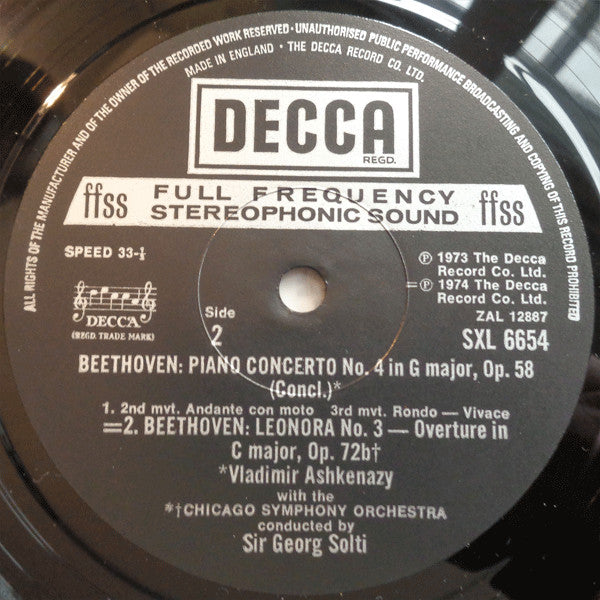 ALL RIGHTS OF THE MANUFACTURER AND OF THE OWNER OF THE RECORDED WORK RESERVED · UNAUTHORISED PUBLIC PERFORMANCE BROADCASTING AND COPYING OF THIS RECORD PROHIBITED
MADE IN ENGLAND · THE DECCA RECORD CO. LTD.
DECCA
REGD.
ffss FULL FREQUENCY STEREOPHONIC SOUND ffss
SPEED 33-⅓
℗ 1973 The Decca
Record Co. Ltd.
=℗ 1974 The Decca
Record Co. Ltd.
DECCA
(REGD. TRADE MARK)
Side
2
ZAL 12887
SXL 6654
BEETHOVEN: PIANO CONCERTO No. 4 in G major, Op. 58
(Concl.)*
1. 2nd mvt. Andante con moto 3rd mvt. Rondo — Vivace
=2. BEETHOVEN: LEONORA No. 3 — Overture in
C major, Op. 72b†
*Vladimir Ashkenazy
with the
*†CHICAGO SYMPHONY ORCHESTRA
conducted by
Sir Georg Solti